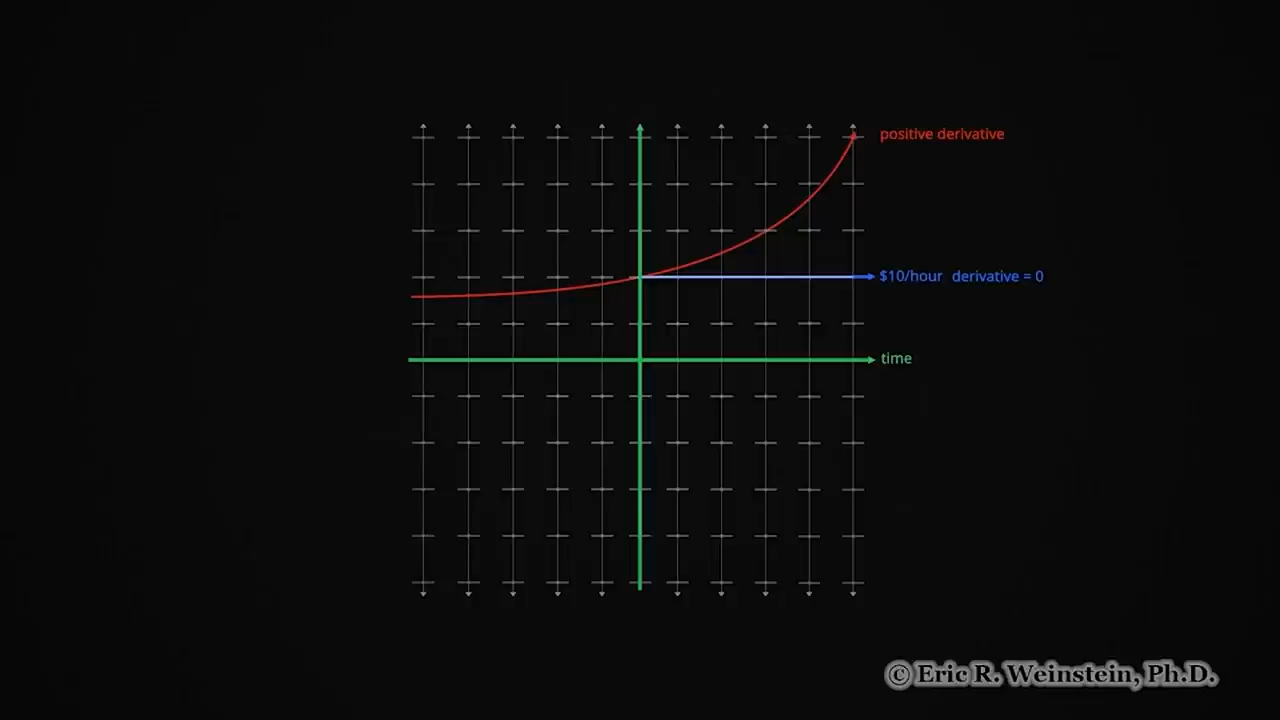 positive derivative
$10/hour derivative = 0
time
© Eric R. Weinstein, Ph.D.